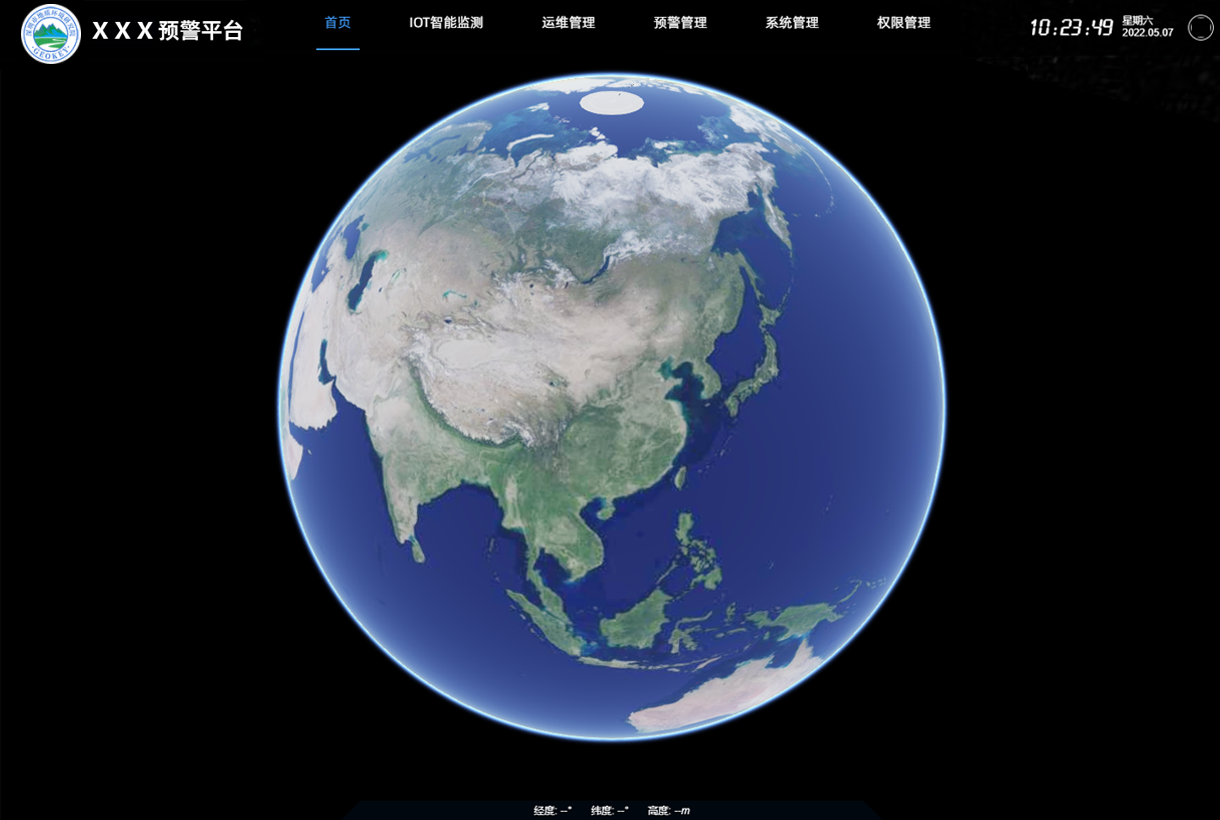 X X X 预警平台
首页 IOT智能监测 运维管理 预警管理 系统管理 权限管理
10:23:49 星期六
2022.05.07
GEOKEY
经度: --° 纬度: --° 高度: --m